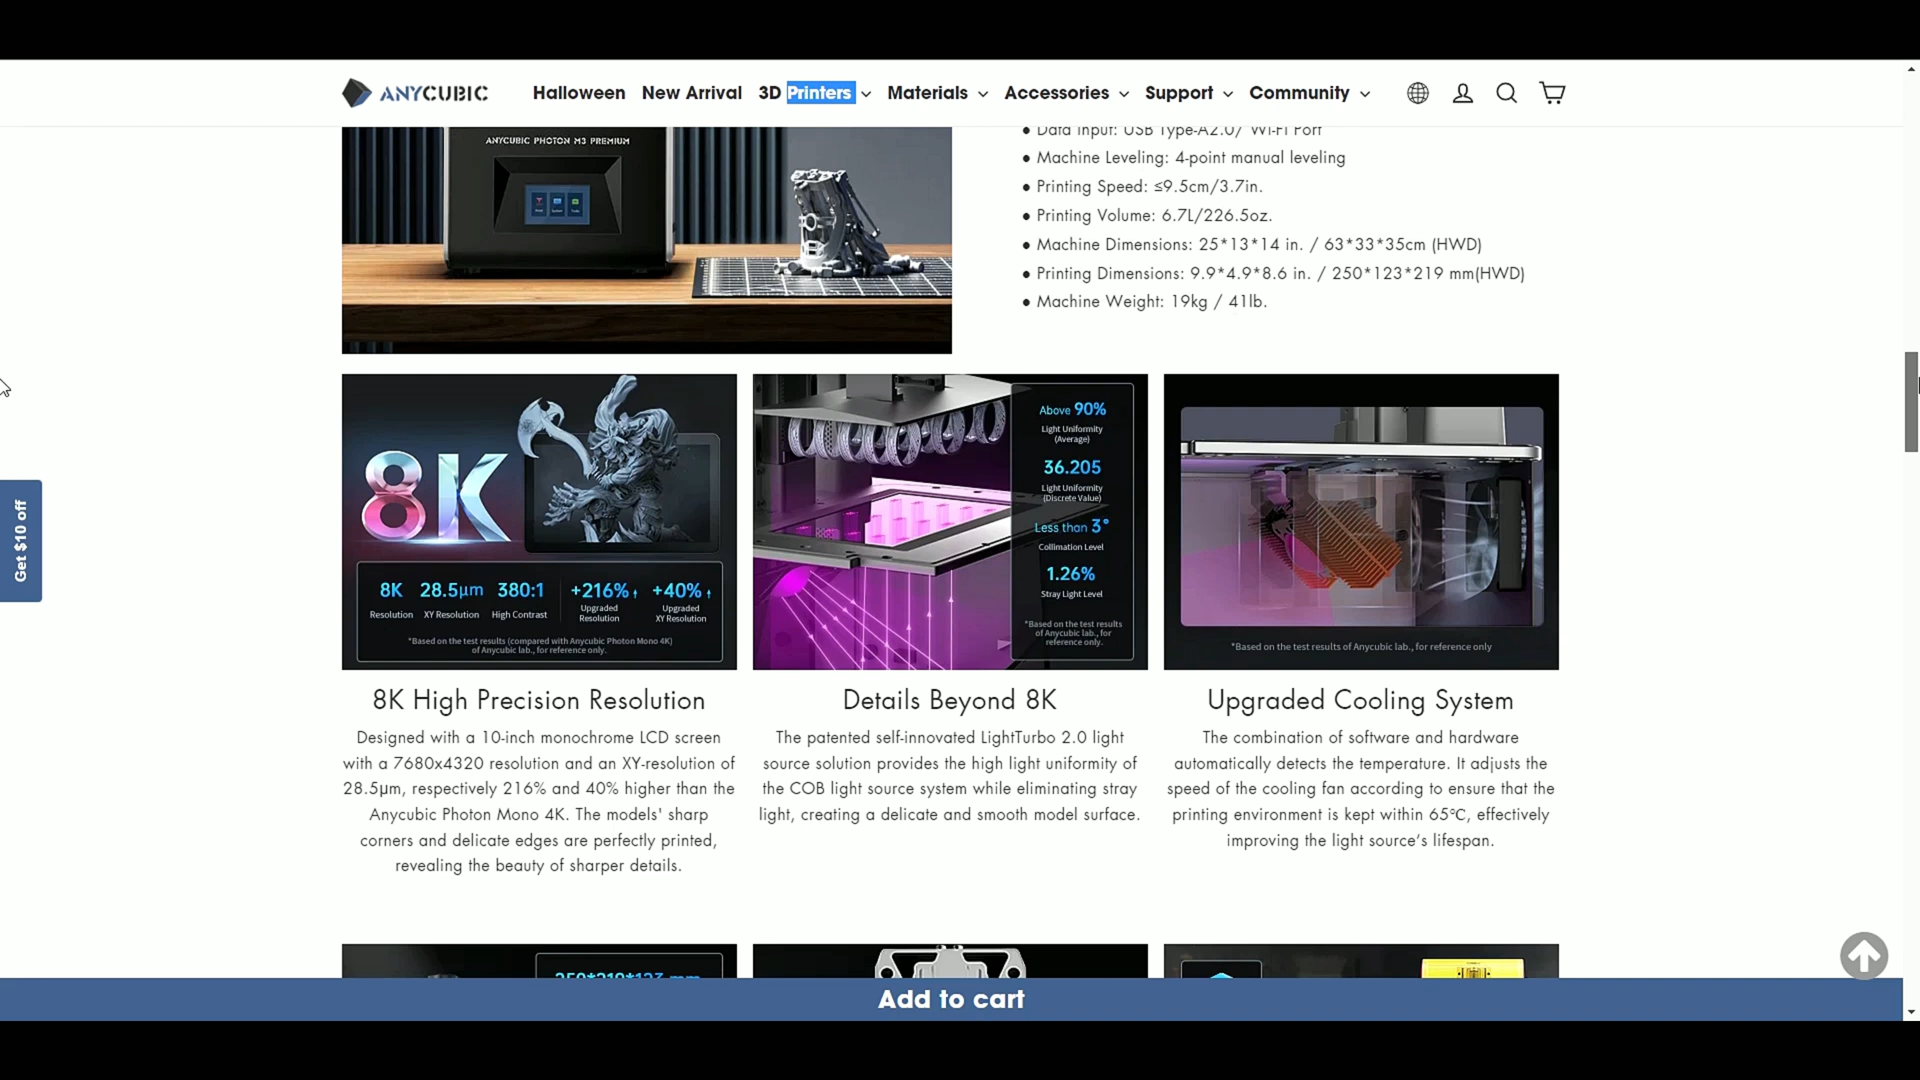 ANYCUBIC
Halloween New Arrival 3D Printers Materials Accessories Support Community
ANYCUBIC PHOTON M3 PREMIUM
• Data Input: USB Type-A2.0/ Wi-Fi Port
• Machine Leveling: 4-point manual leveling
• Printing Speed: ≤9.5cm/3.7in.
• Printing Volume: 6.7L/226.5oz.
• Machine Dimensions: 25*13*14 in. / 63*33*35cm (HWD)
• Printing Dimensions: 9.9*4.9*8.6 in. / 250*123*219 mm(HWD)
• Machine Weight: 19kg / 41lb.
Get $10 off
8K
8K 28.5μm 380:1 +216%↑ +40%↑
Resolution XY Resolution High Contrast Upgraded Resolution Upgraded XY Resolution
*Based on the test results (compared with Anycubic Photon Mono 4K)
of Anycubic lab., for reference only.
Above 90%
Light Uniformity
(Average)
36.205
Light Uniformity
(Discrete Value)
Less than 3°
Collimation Level
1.26%
Stray Light Level
*Based on the test results
of Anycubic lab., for
reference only.
*Based on the test results of Anycubic lab., for reference only
8K High Precision Resolution
Designed with a 10-inch monochrome LCD screen
with a 7680x4320 resolution and an XY-resolution of
28.5μm, respectively 216% and 40% higher than the
Anycubic Photon Mono 4K. The models' sharp
corners and delicate edges are perfectly printed,
revealing the beauty of sharper details.
Details Beyond 8K
The patented self-innovated LightTurbo 2.0 light
source solution provides the high light uniformity of
the COB light source system while eliminating stray
light, creating a delicate and smooth model surface.
Upgraded Cooling System
The combination of software and hardware
automatically detects the temperature. It adjusts the
speed of the cooling fan according to ensure that the
printing environment is kept within 65℃, effectively
improving the light source’s lifespan.
250*219*123 mm
Add to cart